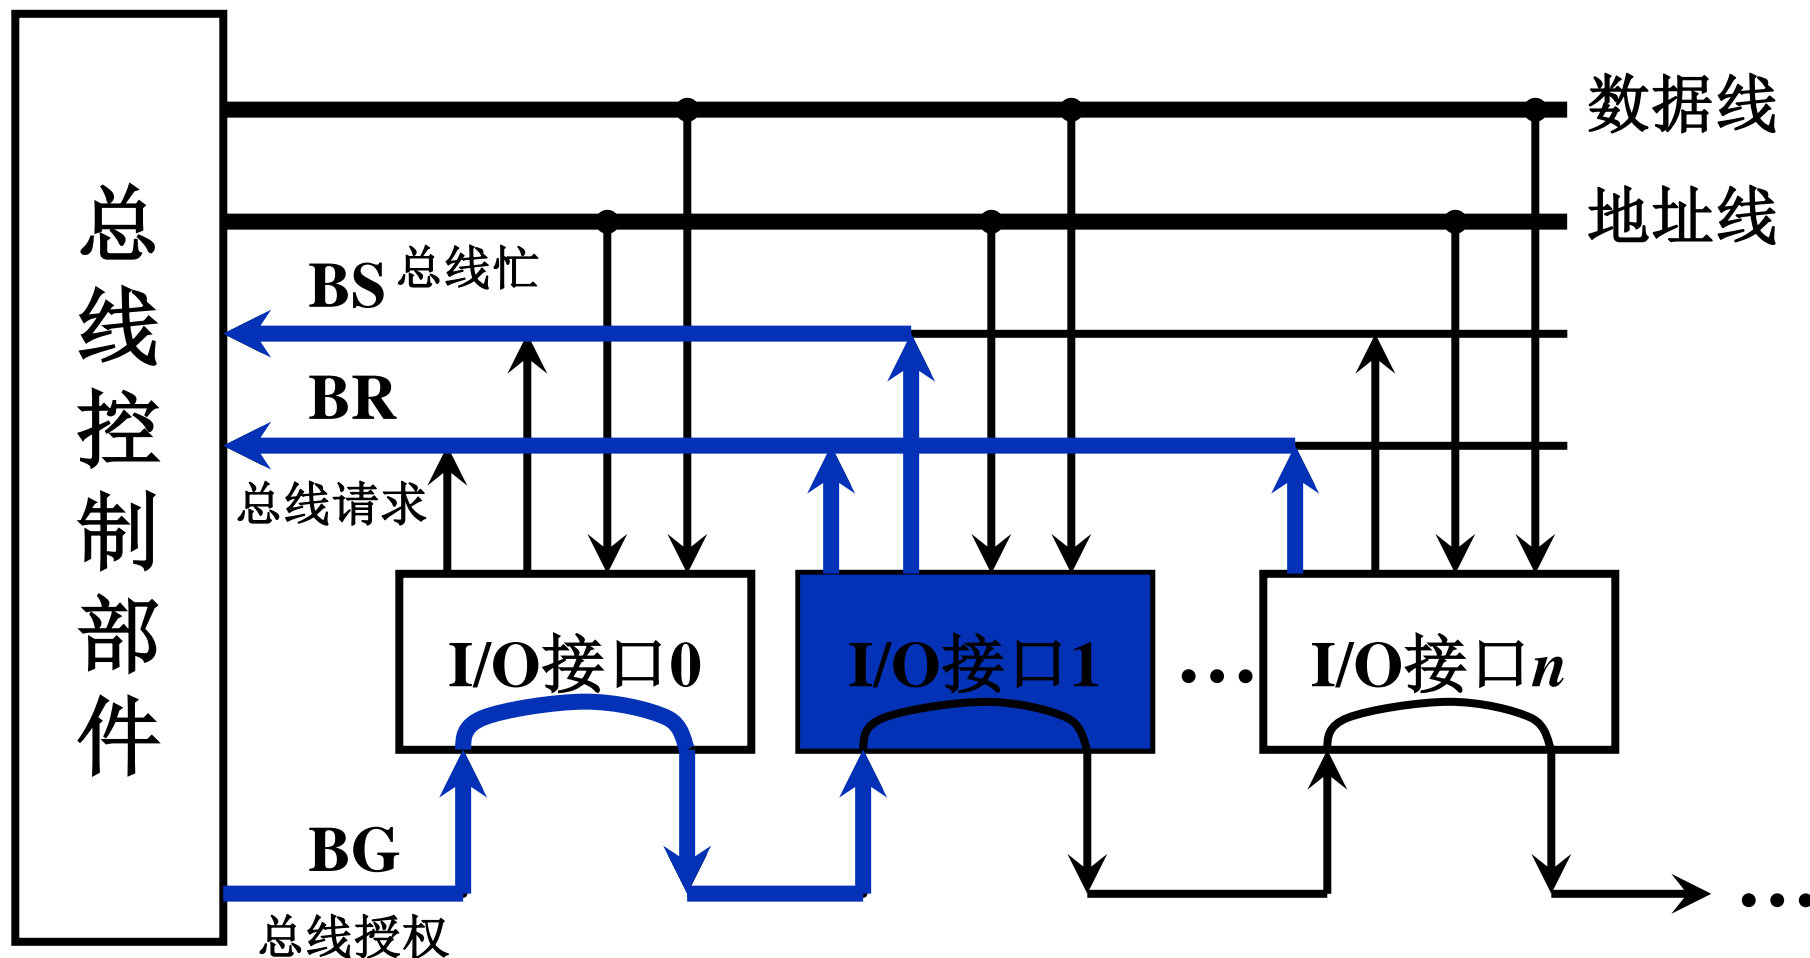 总线控制部件
数据线
地址线
BS 总线忙
BR
总线请求
I/O接口0
I/O接口1
…
I/O接口n
BG
总线授权
…